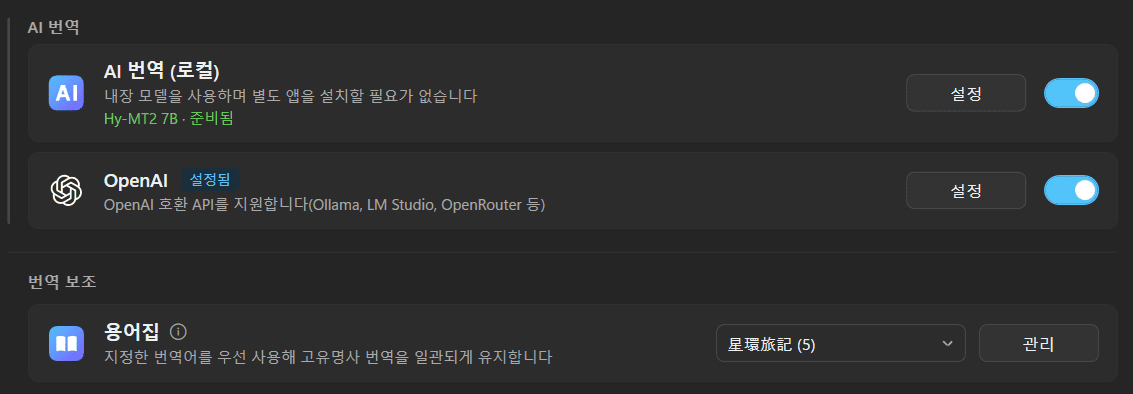 AI 번역
AI 번역 (로컬)
내장 모델을 사용하며 별도 앱을 설치할 필요가 없습니다
Hy-MT2 7B · 준비됨
설정
AI
OpenAI 설정됨
OpenAI 호환 API를 지원합니다(Ollama, LM Studio, OpenRouter 등)
설정
번역 보조
용어집
지정한 번역어를 우선 사용해 고유명사 번역을 일관되게 유지합니다
星環旅記 (5)
관리